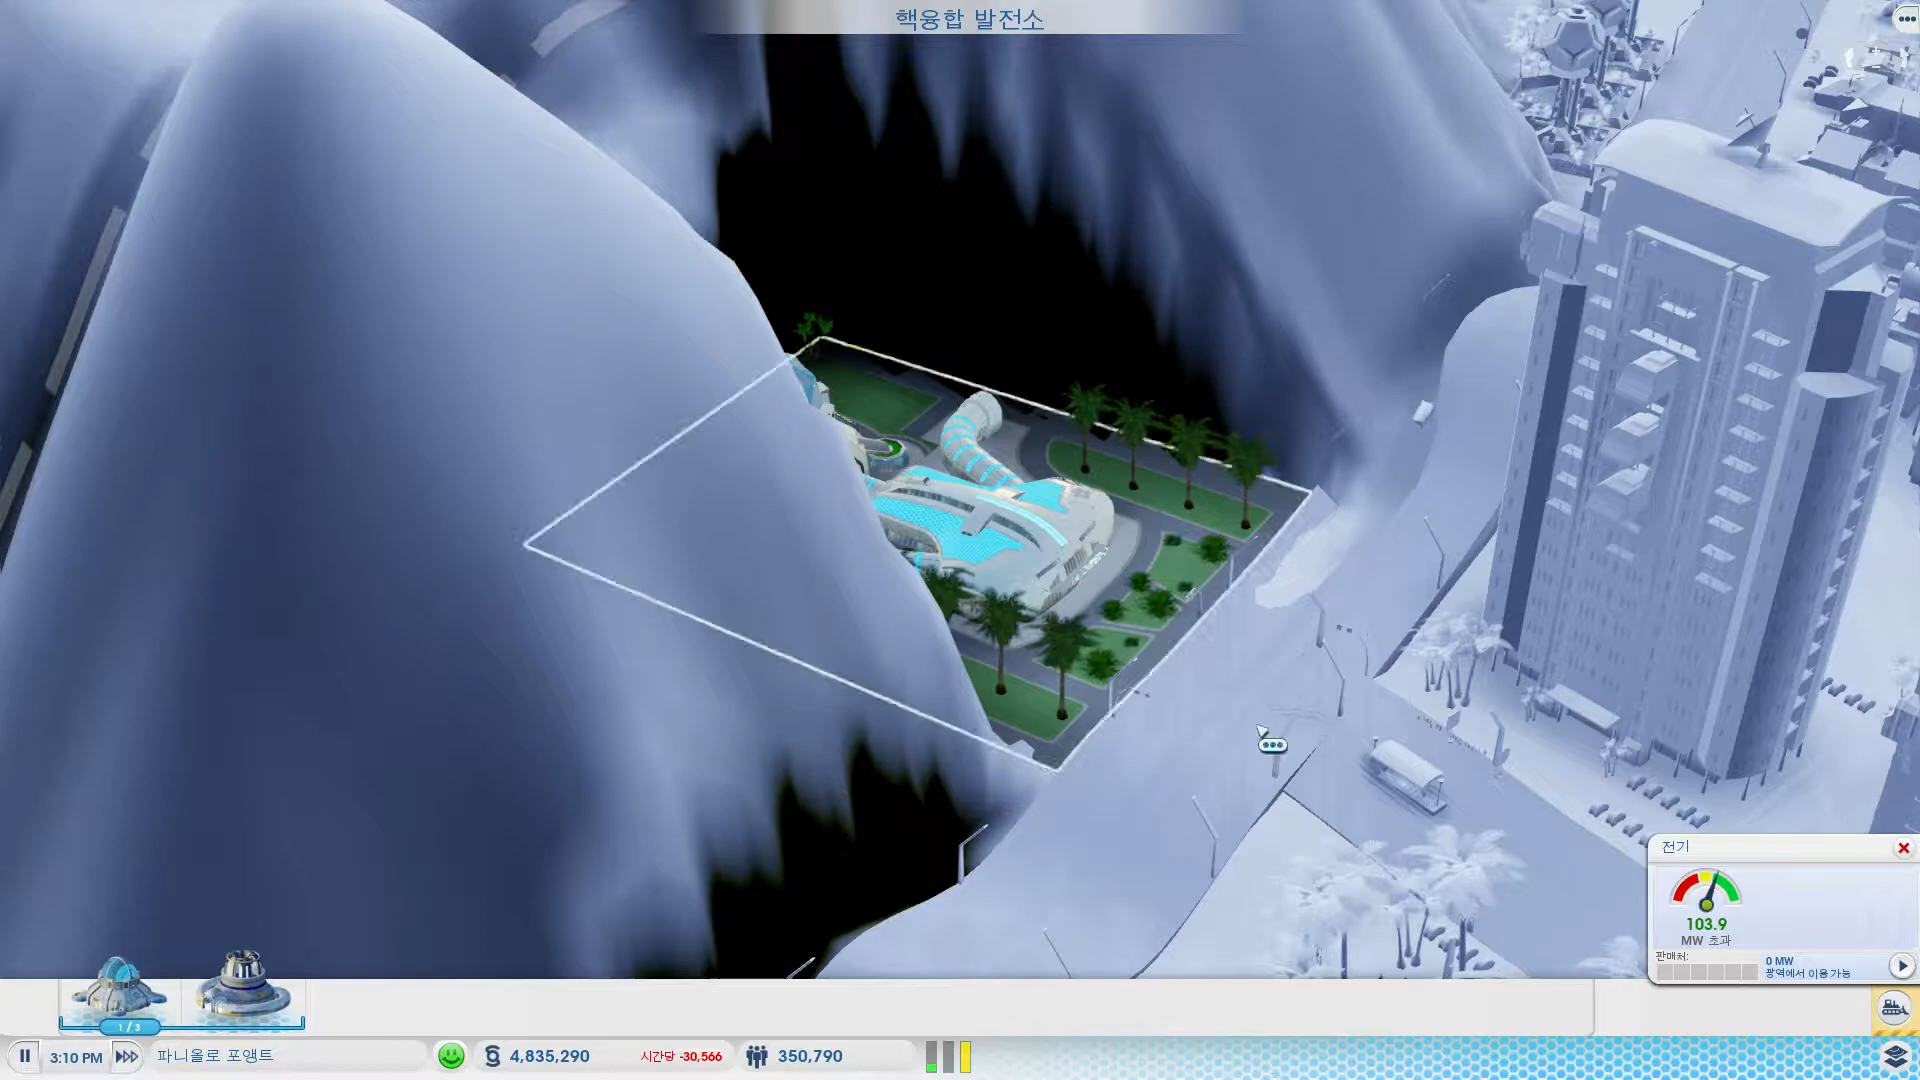 핵융합 발전소
전기
103.9
MW 초과
판매처:
0 MW
광역에서 이용 가능
1 / 3
3:10 PM
파니올로 포앵트
4,835,290
시간당 -30,566
350,790